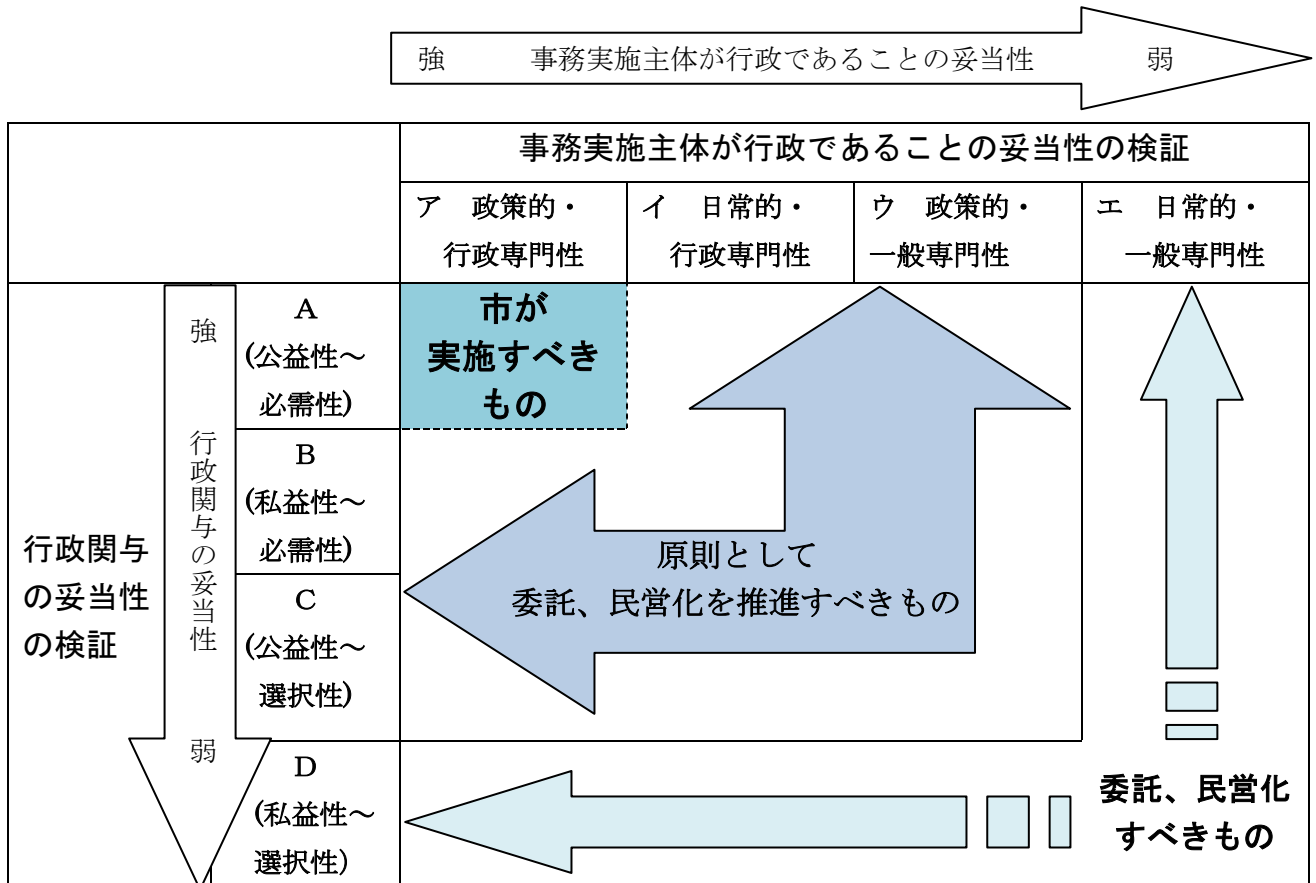 強 事務実施主体が行政であることの妥当性 弱
事務実施主体が行政であることの妥当性の検証
ア 政策的・
行政専門性
イ 日常的・
行政専門性
ウ 政策的・
一般専門性
エ 日常的・
一般専門性
行政関与
の妥当性
の検証
強 行政関与の妥当性 弱
A
(公益性～
必需性)
B
(私益性～
必需性)
C
(公益性～
選択性)
D
(私益性～
選択性)
市が
実施すべき
もの
原則として
委託、民営化を推進すべきもの
委託、民営化
すべきもの